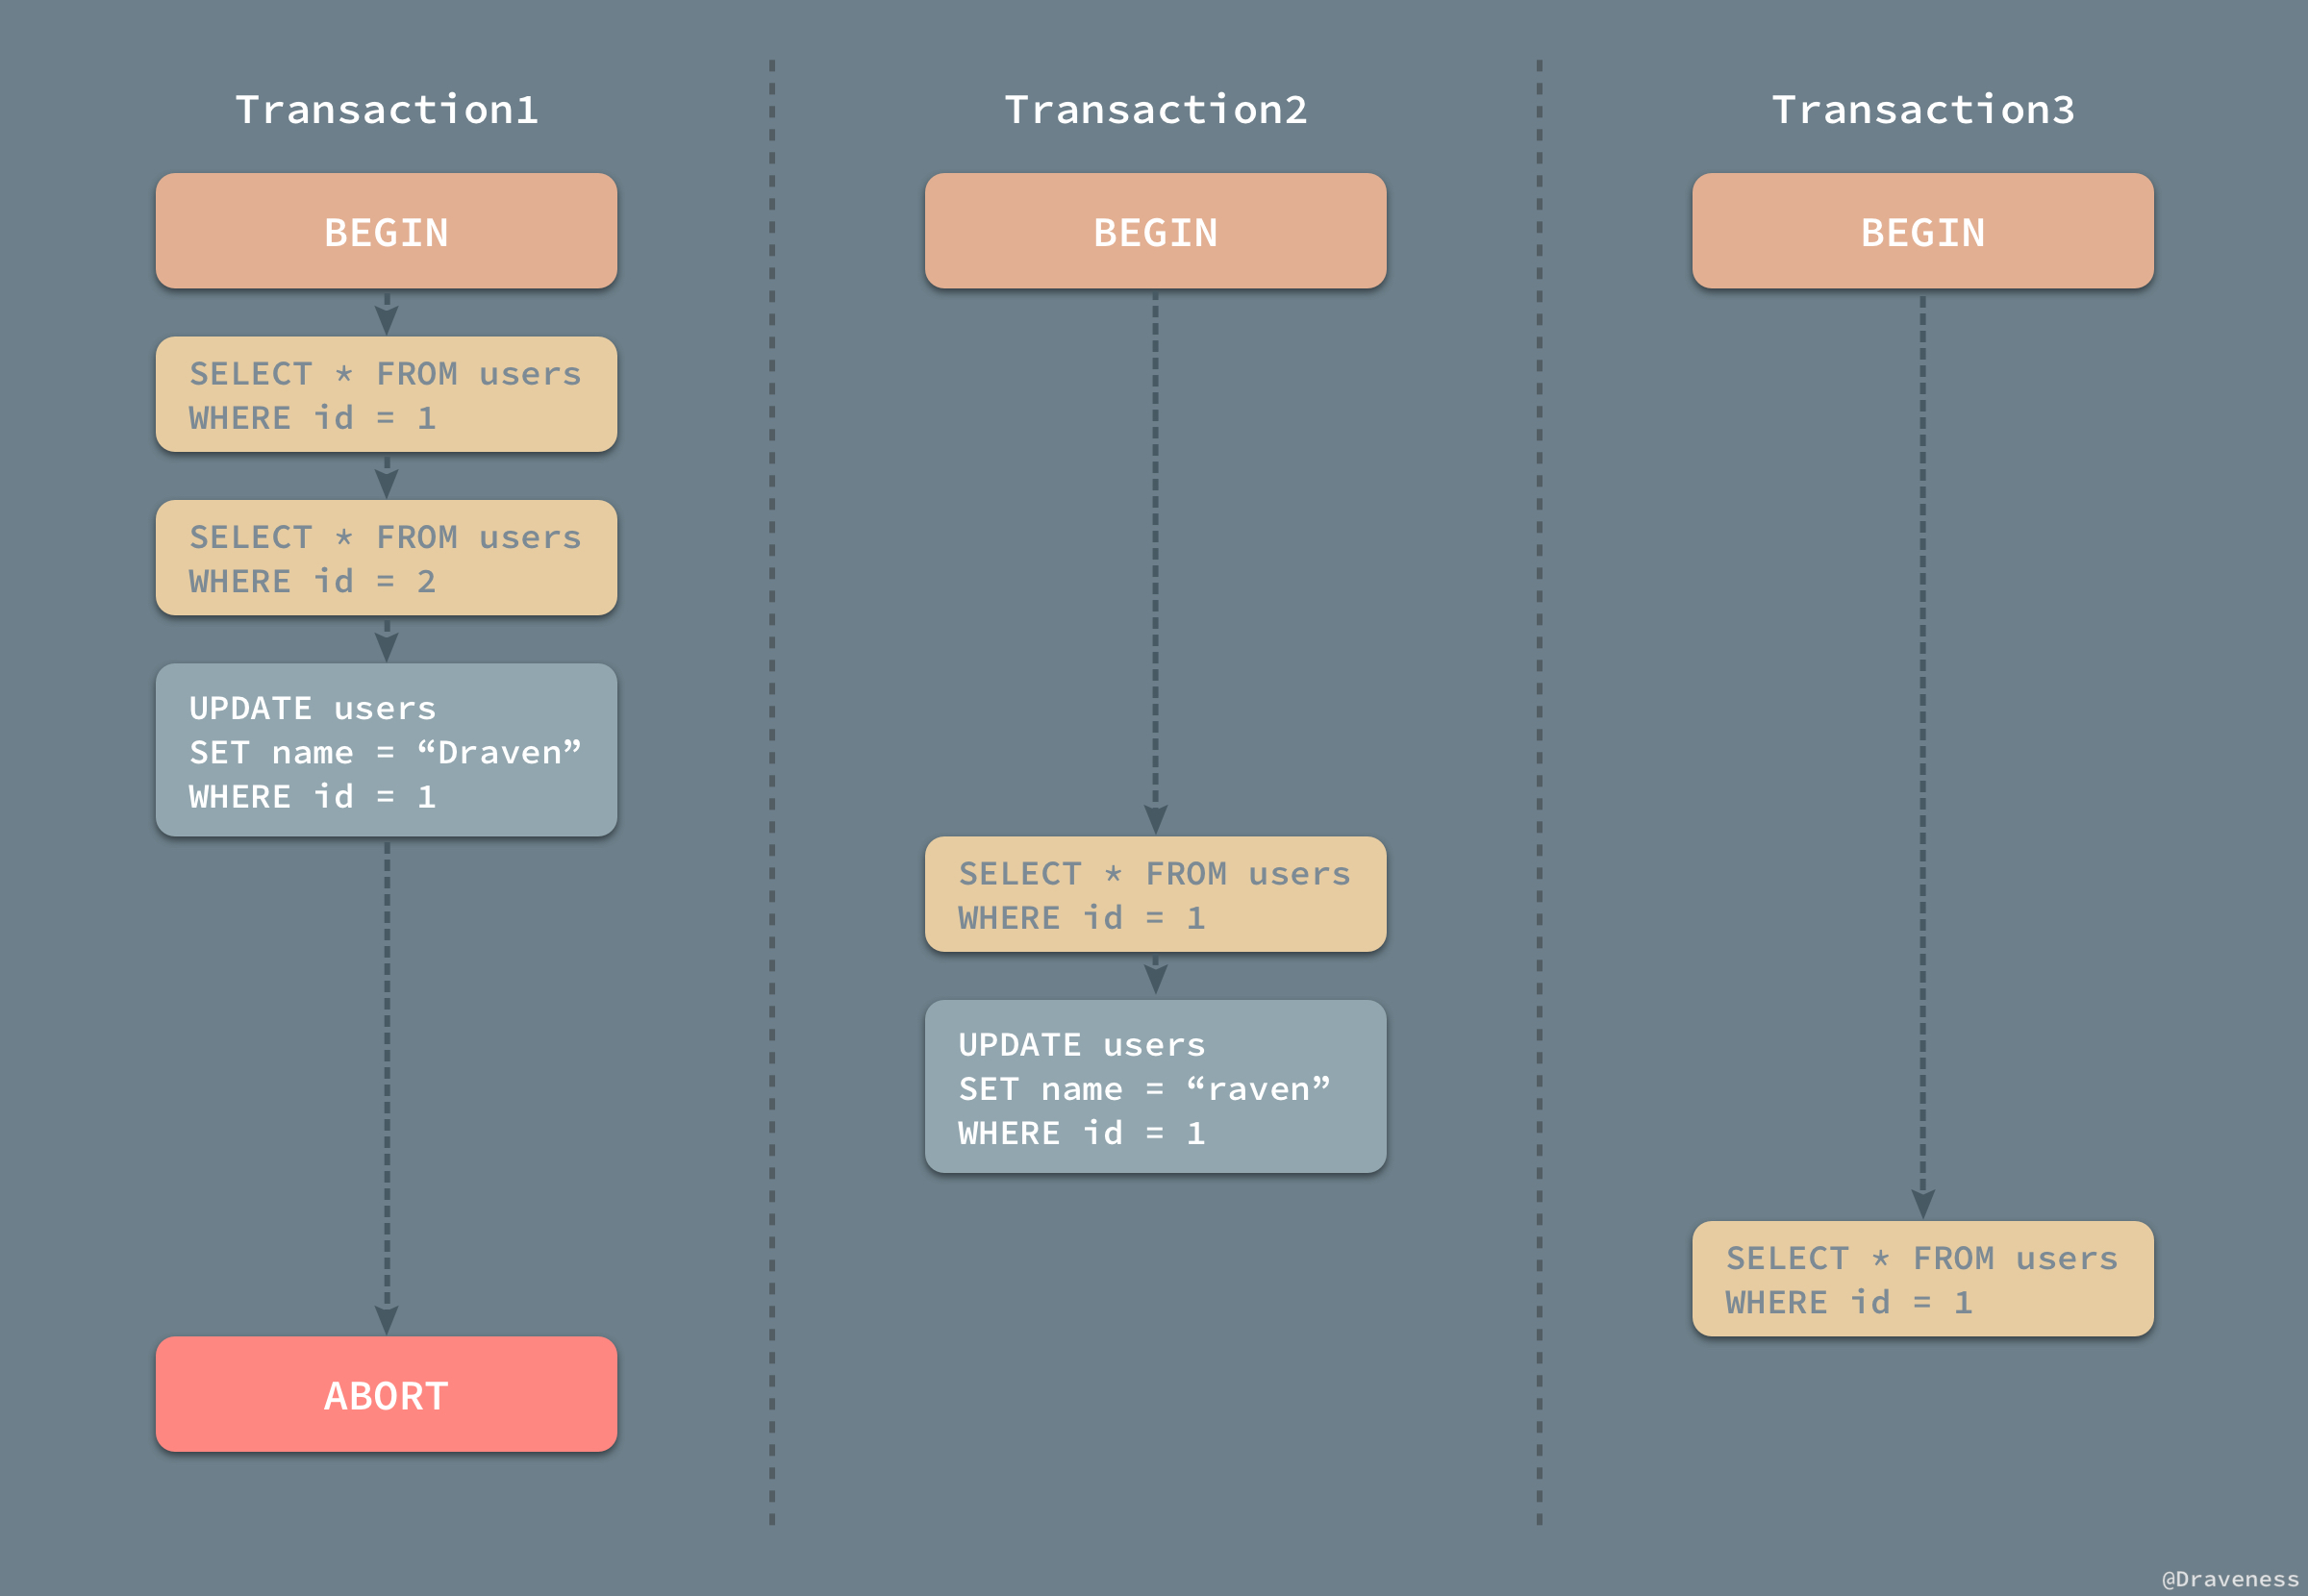 Transaction1
BEGIN
SELECT * FROM users
WHERE id = 1
SELECT * FROM users
WHERE id = 2
UPDATE users
SET name = “Draven”
WHERE id = 1
ABORT
Transaction2
BEGIN
SELECT * FROM users
WHERE id = 1
UPDATE users
SET name = “raven”
WHERE id = 1
Transaction3
BEGIN
SELECT * FROM users
WHERE id = 1
@Draveness